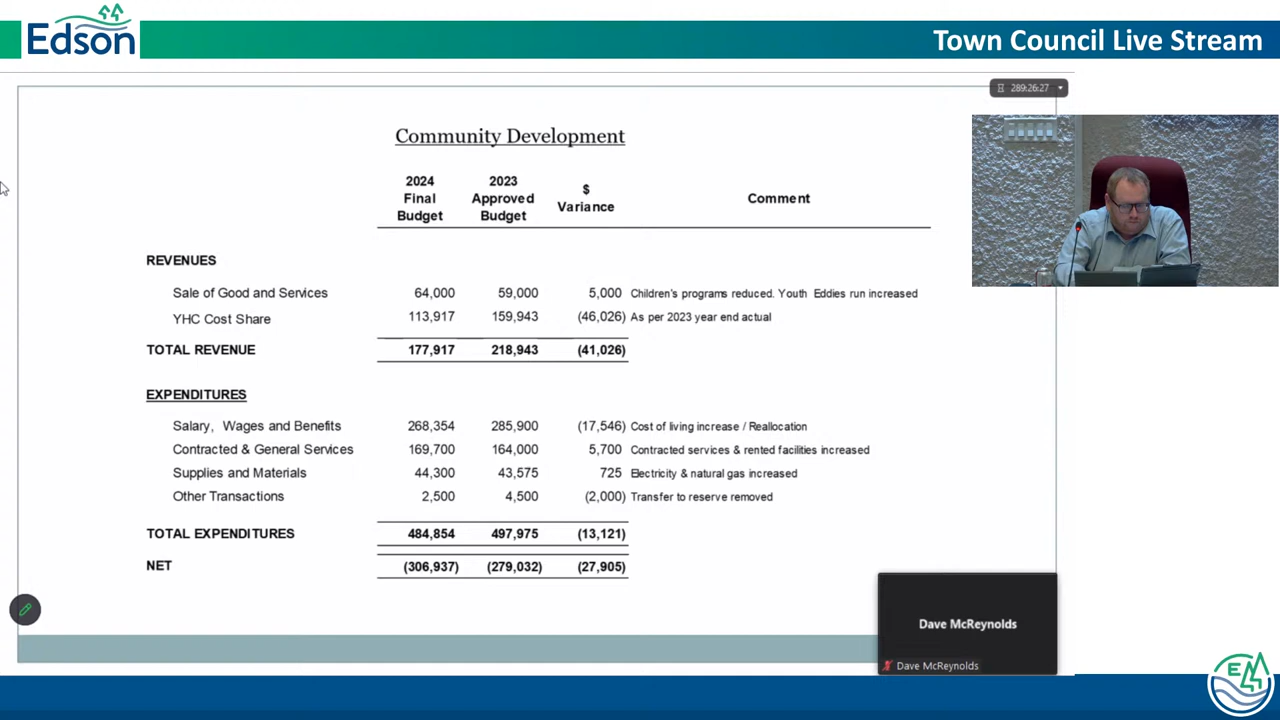 Edson
Town Council Live Stream
289:26:27
Community Development
2024 Final Budget
2023 Approved Budget
$ Variance
Comment
REVENUES
Sale of Good and Services 64,000 59,000 5,000 Children's programs reduced. Youth Eddies run increased
YHC Cost Share 113,917 159,943 (46,026) As per 2023 year end actual
TOTAL REVENUE 177,917 218,943 (41,026)
EXPENDITURES
Salary, Wages and Benefits 268,354 285,900 (17,546) Cost of living increase / Reallocation
Contracted & General Services 169,700 164,000 5,700 Contracted services & rented facilities increased
Supplies and Materials 44,300 43,575 725 Electricity & natural gas increased
Other Transactions 2,500 4,500 (2,000) Transfer to reserve removed
TOTAL EXPENDITURES 484,854 497,975 (13,121)
NET (306,937) (279,032) (27,905)
Dave McReynolds
Dave McReynolds